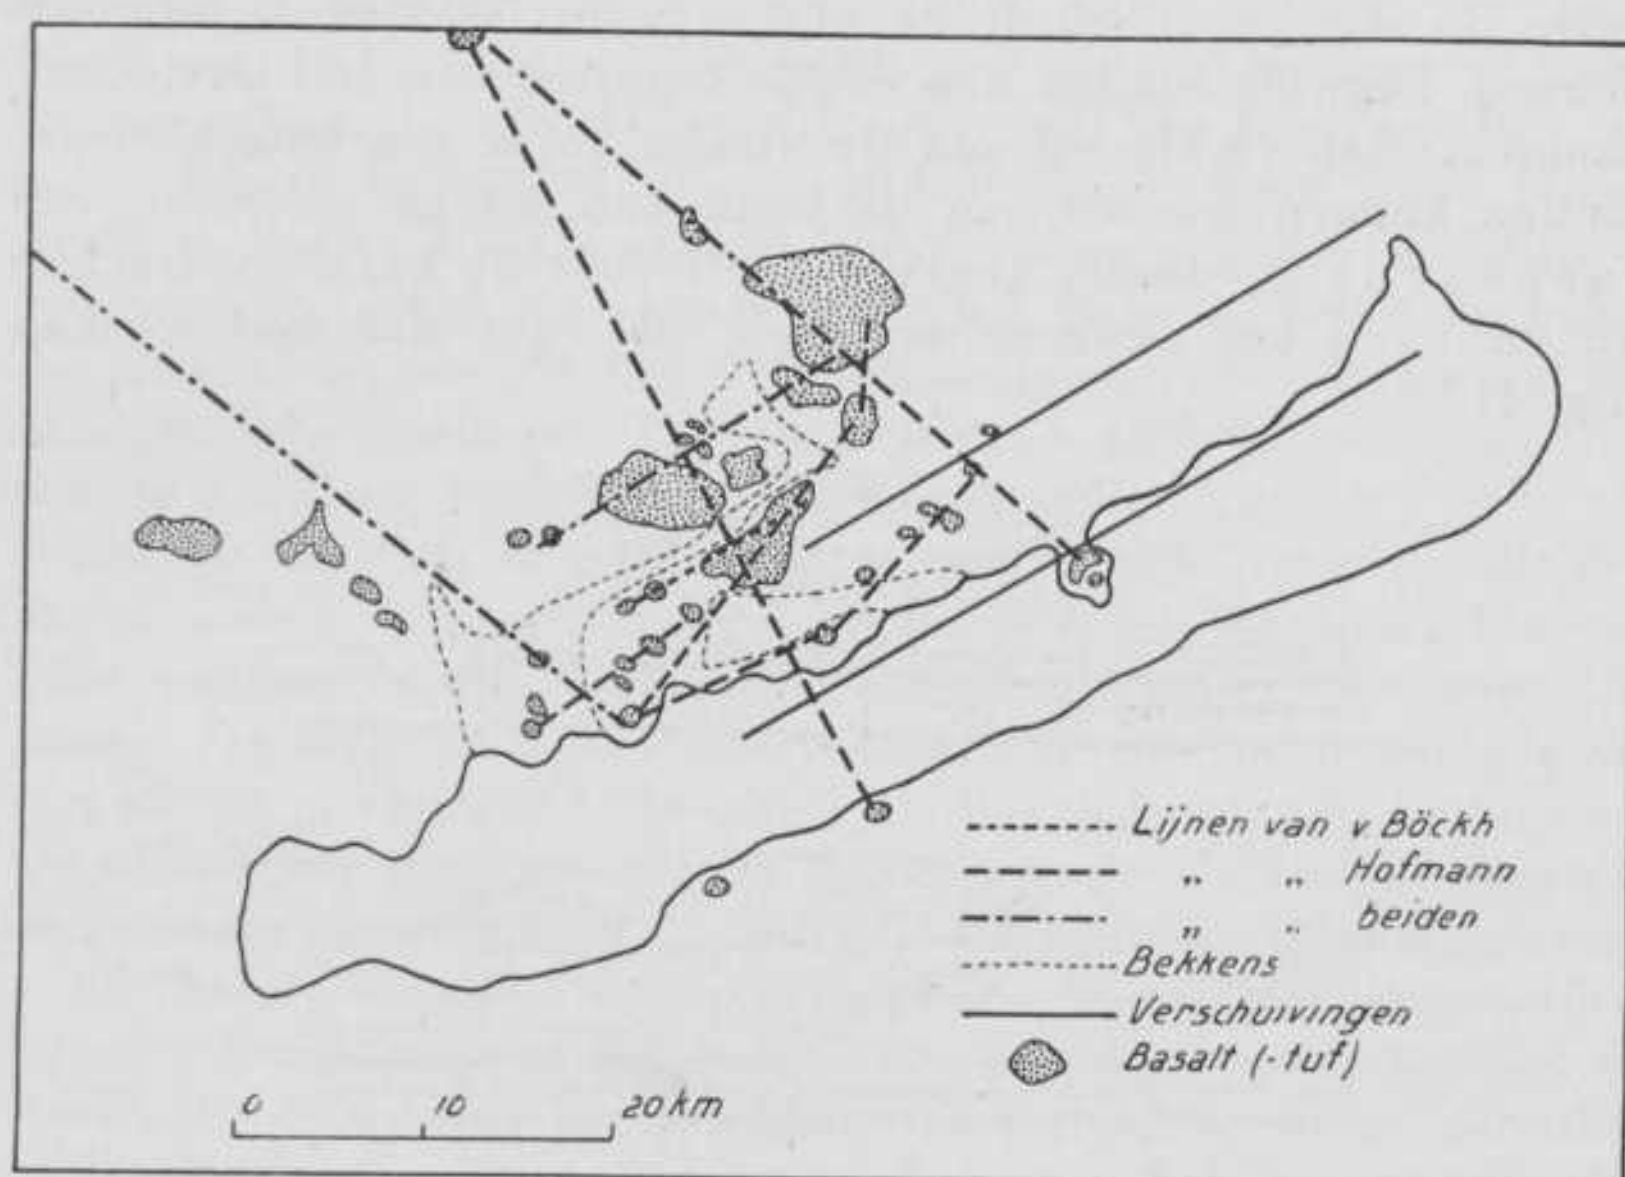 Lijnen van v Böckh
„ „ Hofmann
„ „ beiden
Bekkens
Verschuivingen
Basalt (-tuf)
0 10 20 km